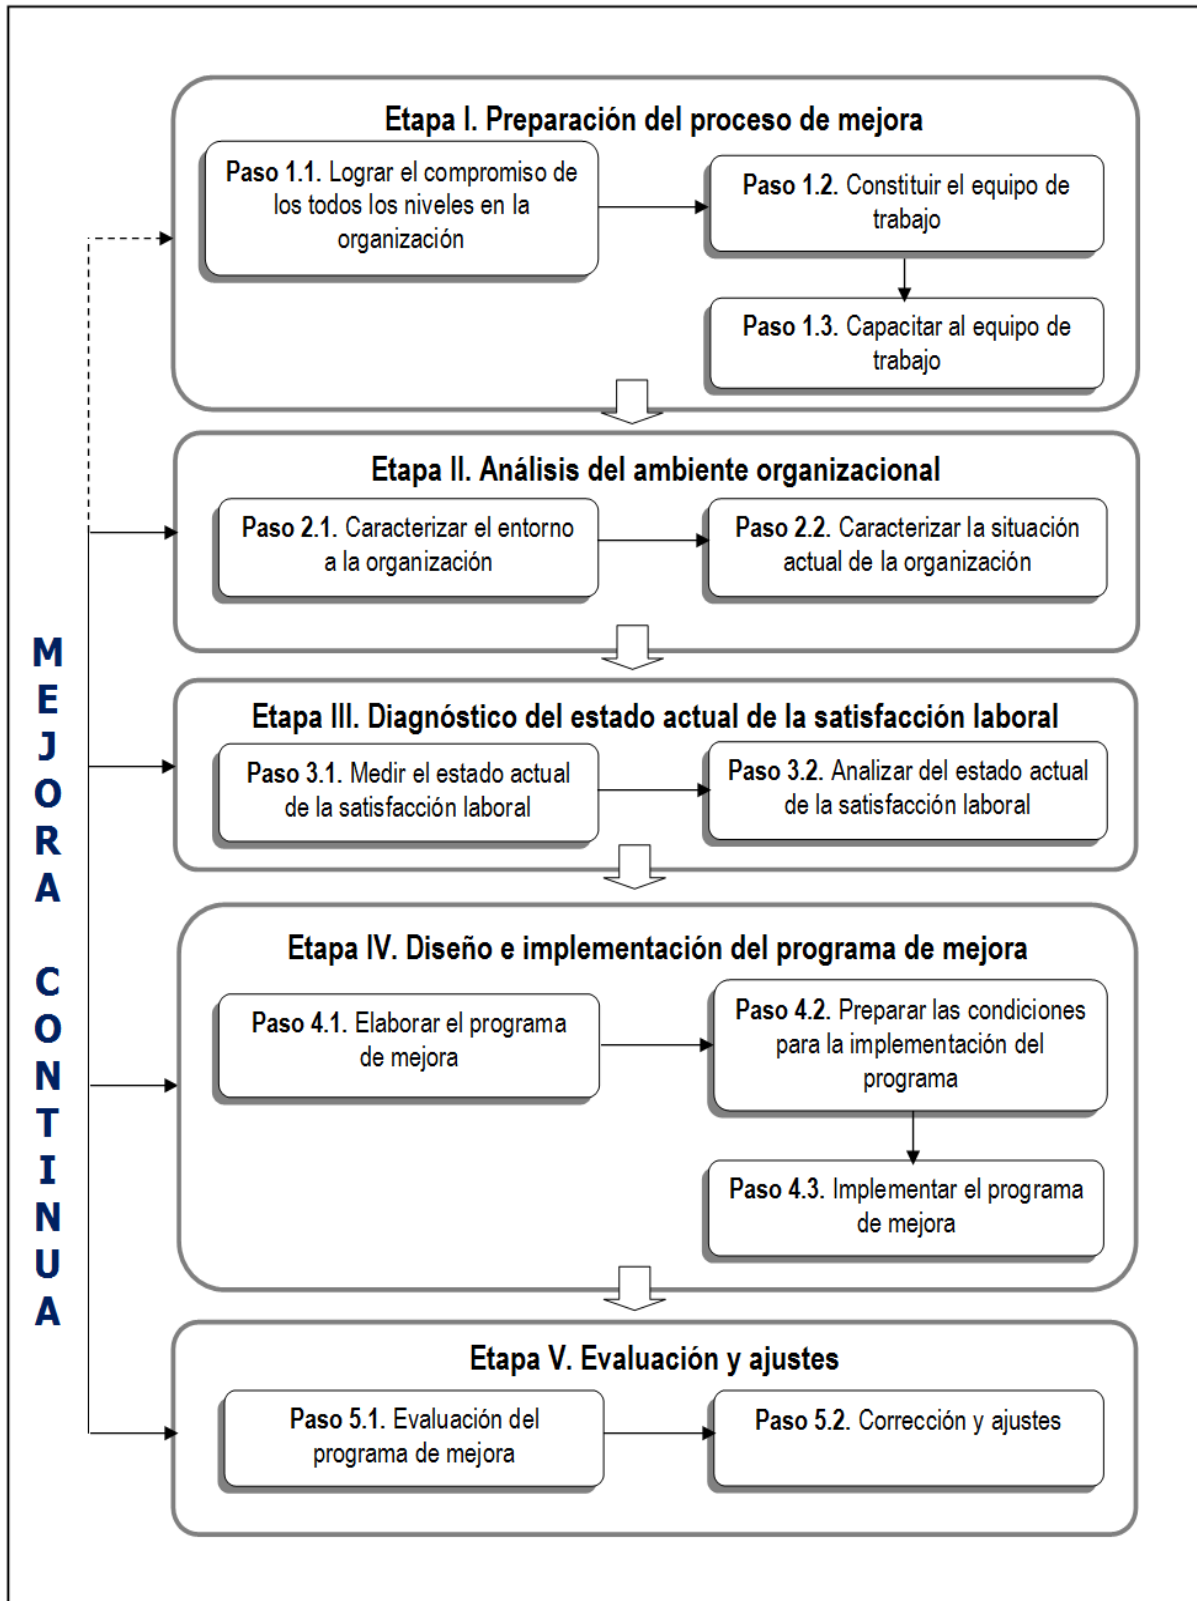 Etapa I. Preparación del proceso de mejora
Paso 1.1. Lograr el compromiso de
los todos los niveles en la
organización
Paso 1.2. Constituir el equipo de
trabajo
Paso 1.3. Capacitar al equipo de
trabajo
Etapa II. Análisis del ambiente organizacional
Paso 2.1. Caracterizar el entorno
a la organización
Paso 2.2. Caracterizar la situación
actual de la organización
Etapa III. Diagnóstico del estado actual de la satisfacción laboral
Paso 3.1. Medir el estado actual
de la satisfacción laboral
Paso 3.2. Analizar del estado actual
de la satisfacción laboral
Etapa IV. Diseño e implementación del programa de mejora
Paso 4.1. Elaborar el programa
de mejora
Paso 4.2. Preparar las condiciones
para la implementación del
programa
Paso 4.3. Implementar el programa
de mejora
Etapa V. Evaluación y ajustes
Paso 5.1. Evaluación del
programa de mejora
Paso 5.2. Corrección y ajustes
MEJORA CONTINUA